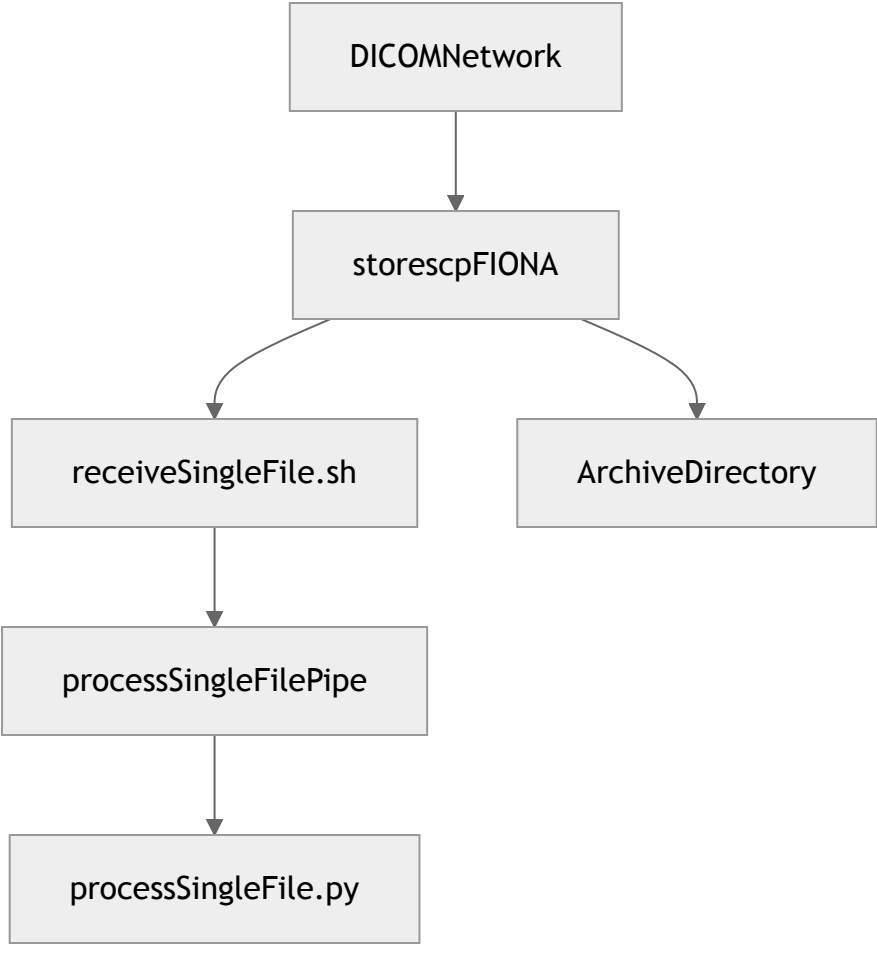 DICOMNetwork
storescpFIONA
receiveSingleFile.sh
ArchiveDirectory
processSingleFilePipe
processSingleFile.py